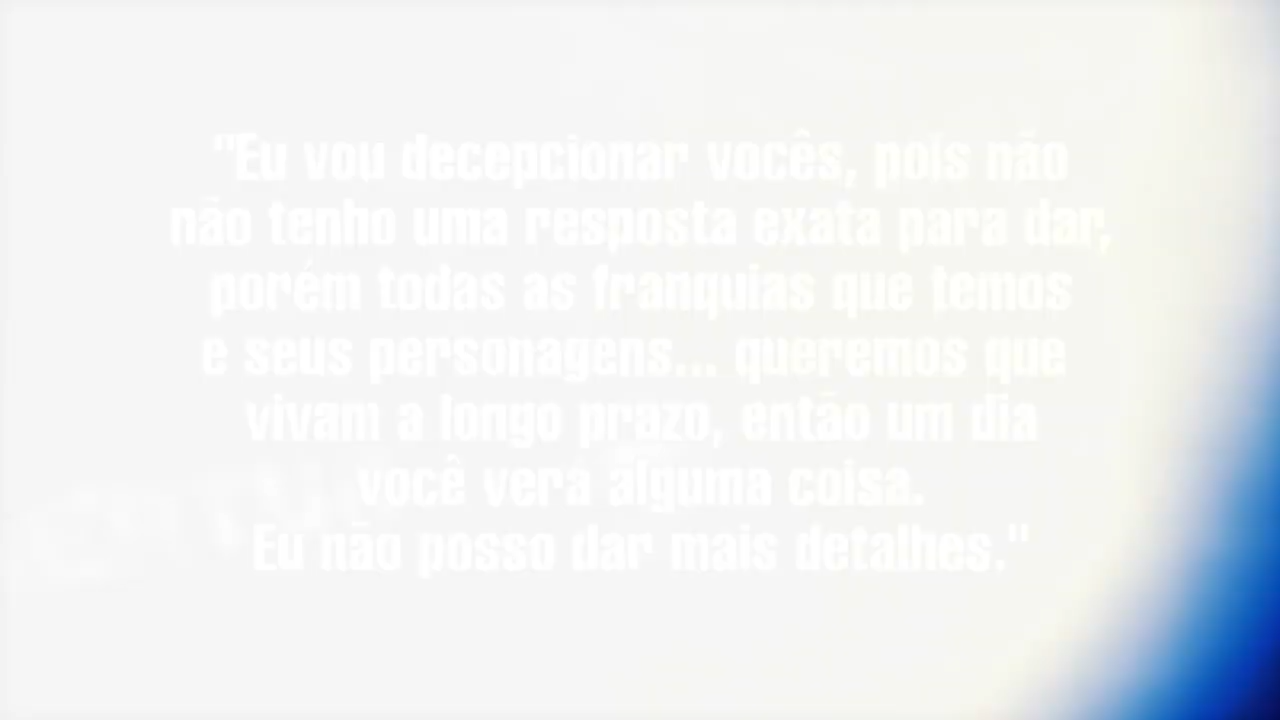 "Eu vou decepcionar vocês, pois não
não tenho uma resposta exata para dar,
porém todas as franquias que temos
e seus personagens... queremos que
vivam a longo prazo, então um dia
você verá alguma coisa.
Eu não posso dar mais detalhes."